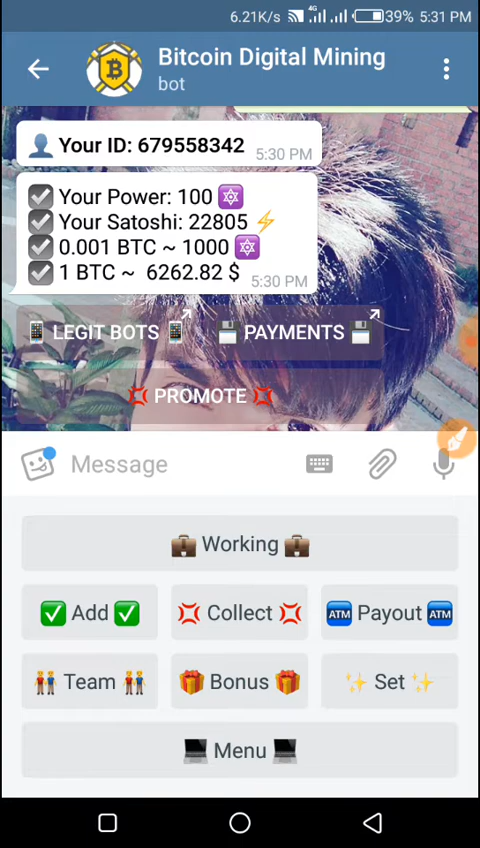 6.21K/s 4G 39% 5:31 PM
Bitcoin Digital Mining
bot
Your ID: 679558342
5:30 PM
Your Power: 100
Your Satoshi: 22805
0.001 BTC ~ 1000
1 BTC ~ 6262.82 $
5:30 PM
LEGIT BOTS PAYMENTS
PROMOTE
Message
Working
Add Collect ATM Payout ATM
Team Bonus Set
Menu